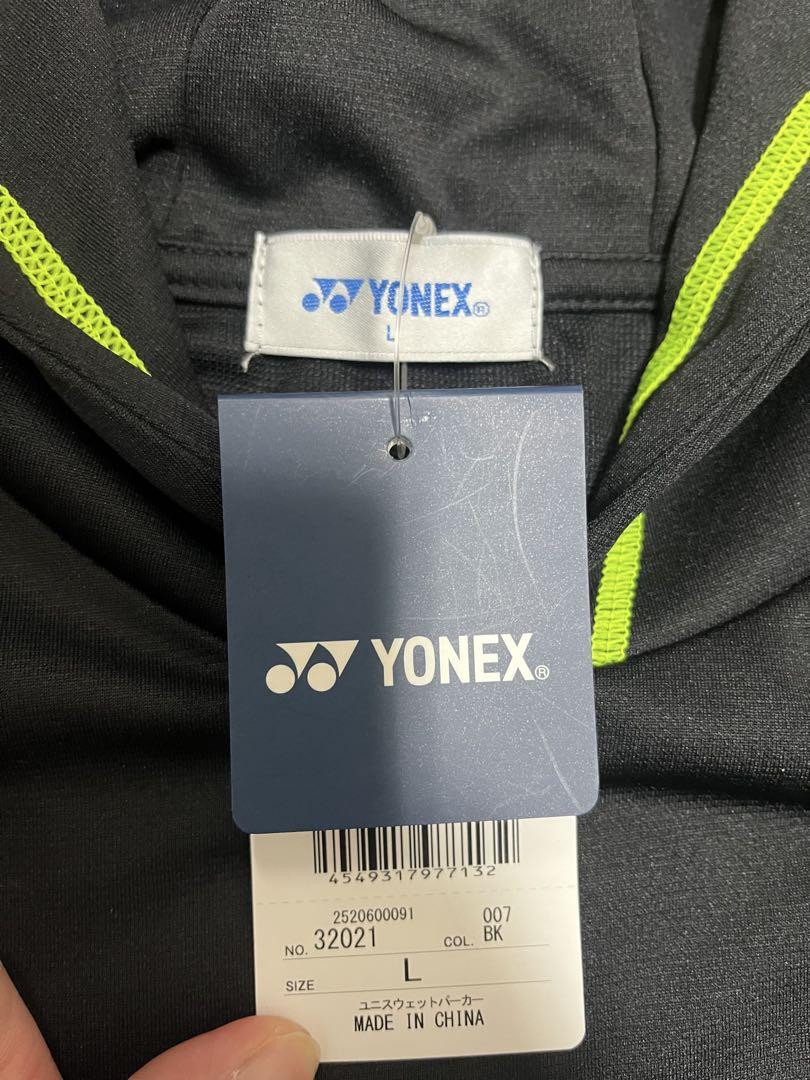 YONEX®
L
YONEX®
4549317977132
2520600091
007
NO. 32021
COL. BK
SIZE L
ユニスウェットパーカー
MADE IN CHINA